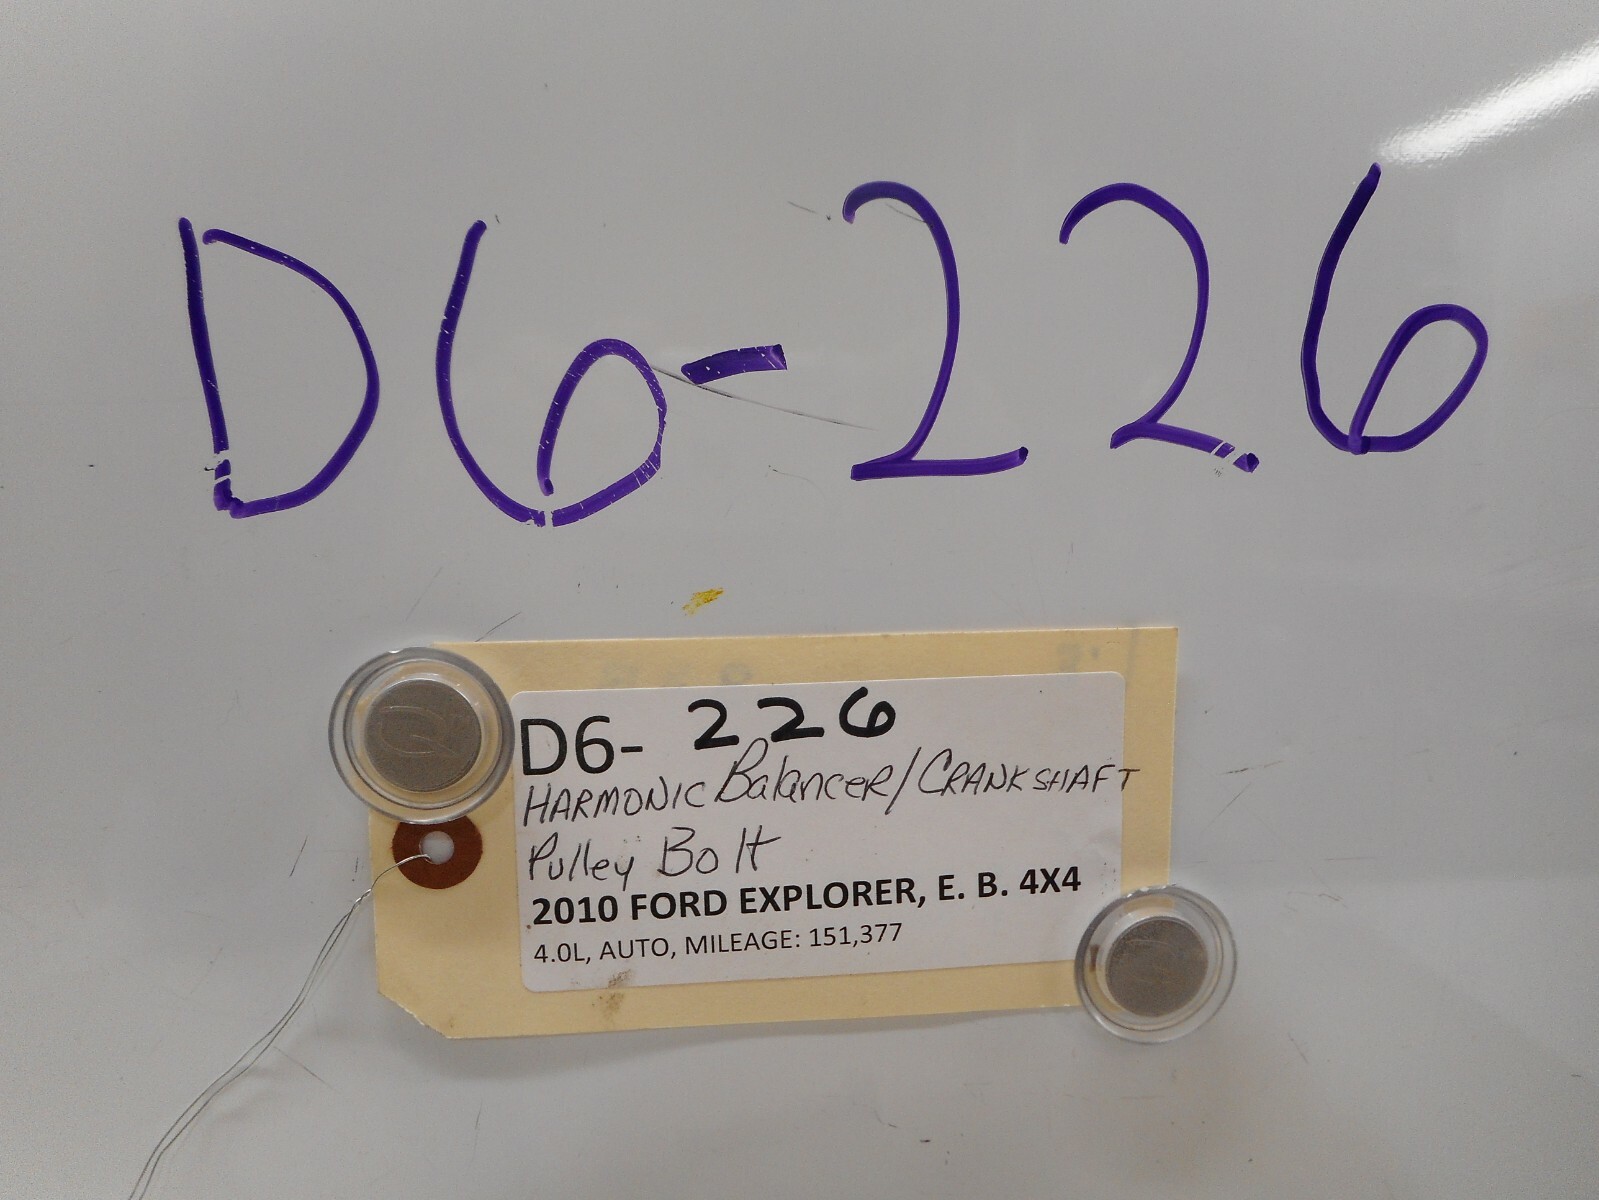 D6-226
D6- 226
HARMONIC BalanceR/CRANKSHAFT
Pulley Bolt
2010 FORD EXPLORER, E. B. 4X4
4.0L, AUTO, MILEAGE: 151,377